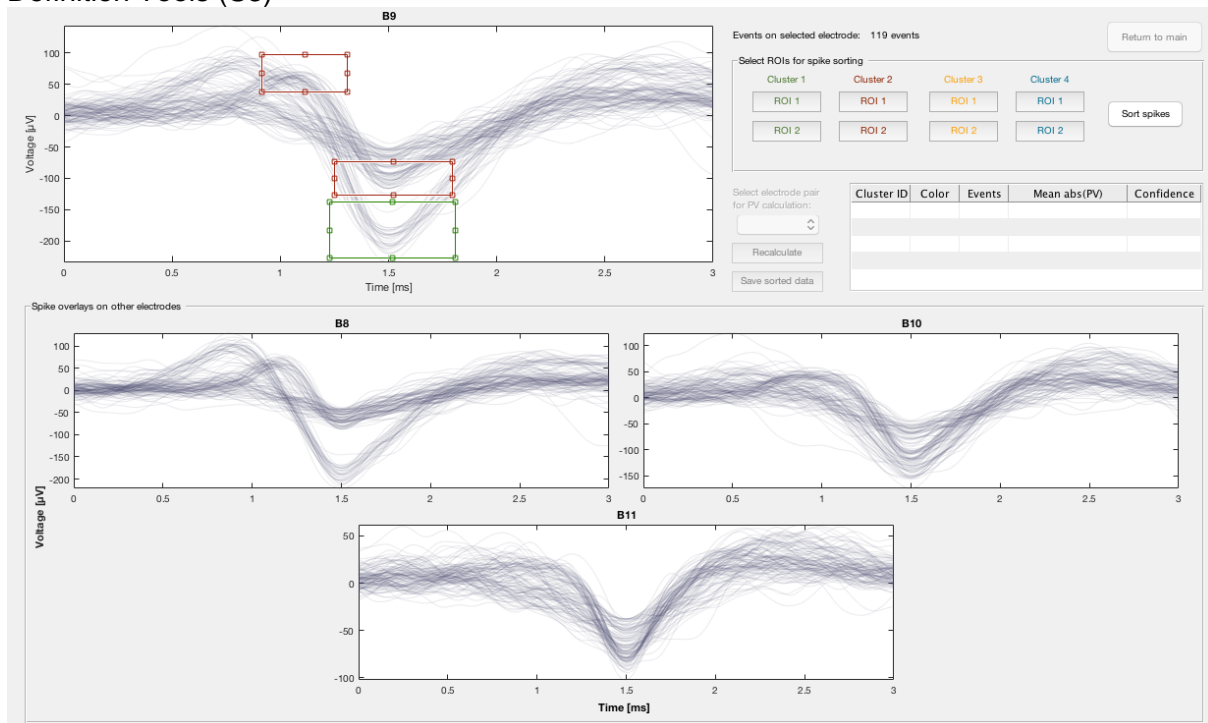 B9
Voltage [µV]
100
50
0
-50
-100
-150
-200
0 0.5 1 1.5 2 2.5 3
Time [ms]
Events on selected electrode: 119 events
Return to main
Select ROIs for spike sorting
Cluster 1 Cluster 2 Cluster 3 Cluster 4
ROI 1 ROI 1 ROI 1 ROI 1
ROI 2 ROI 2 ROI 2 ROI 2
Sort spikes
Select electrode pair
for PV calculation:
Recalculate
Save sorted data
Cluster ID Color Events Mean abs(PV) Confidence
Spike overlays on other electrodes
Voltage [µV]
B8
100
50
0
-50
-100
-150
-200
0 0.5 1 1.5 2 2.5 3
B10
100
50
0
-50
-100
-150
0 0.5 1 1.5 2 2.5 3
B11
50
0
-50
-100
0 0.5 1 1.5 2 2.5 3
Time [ms]